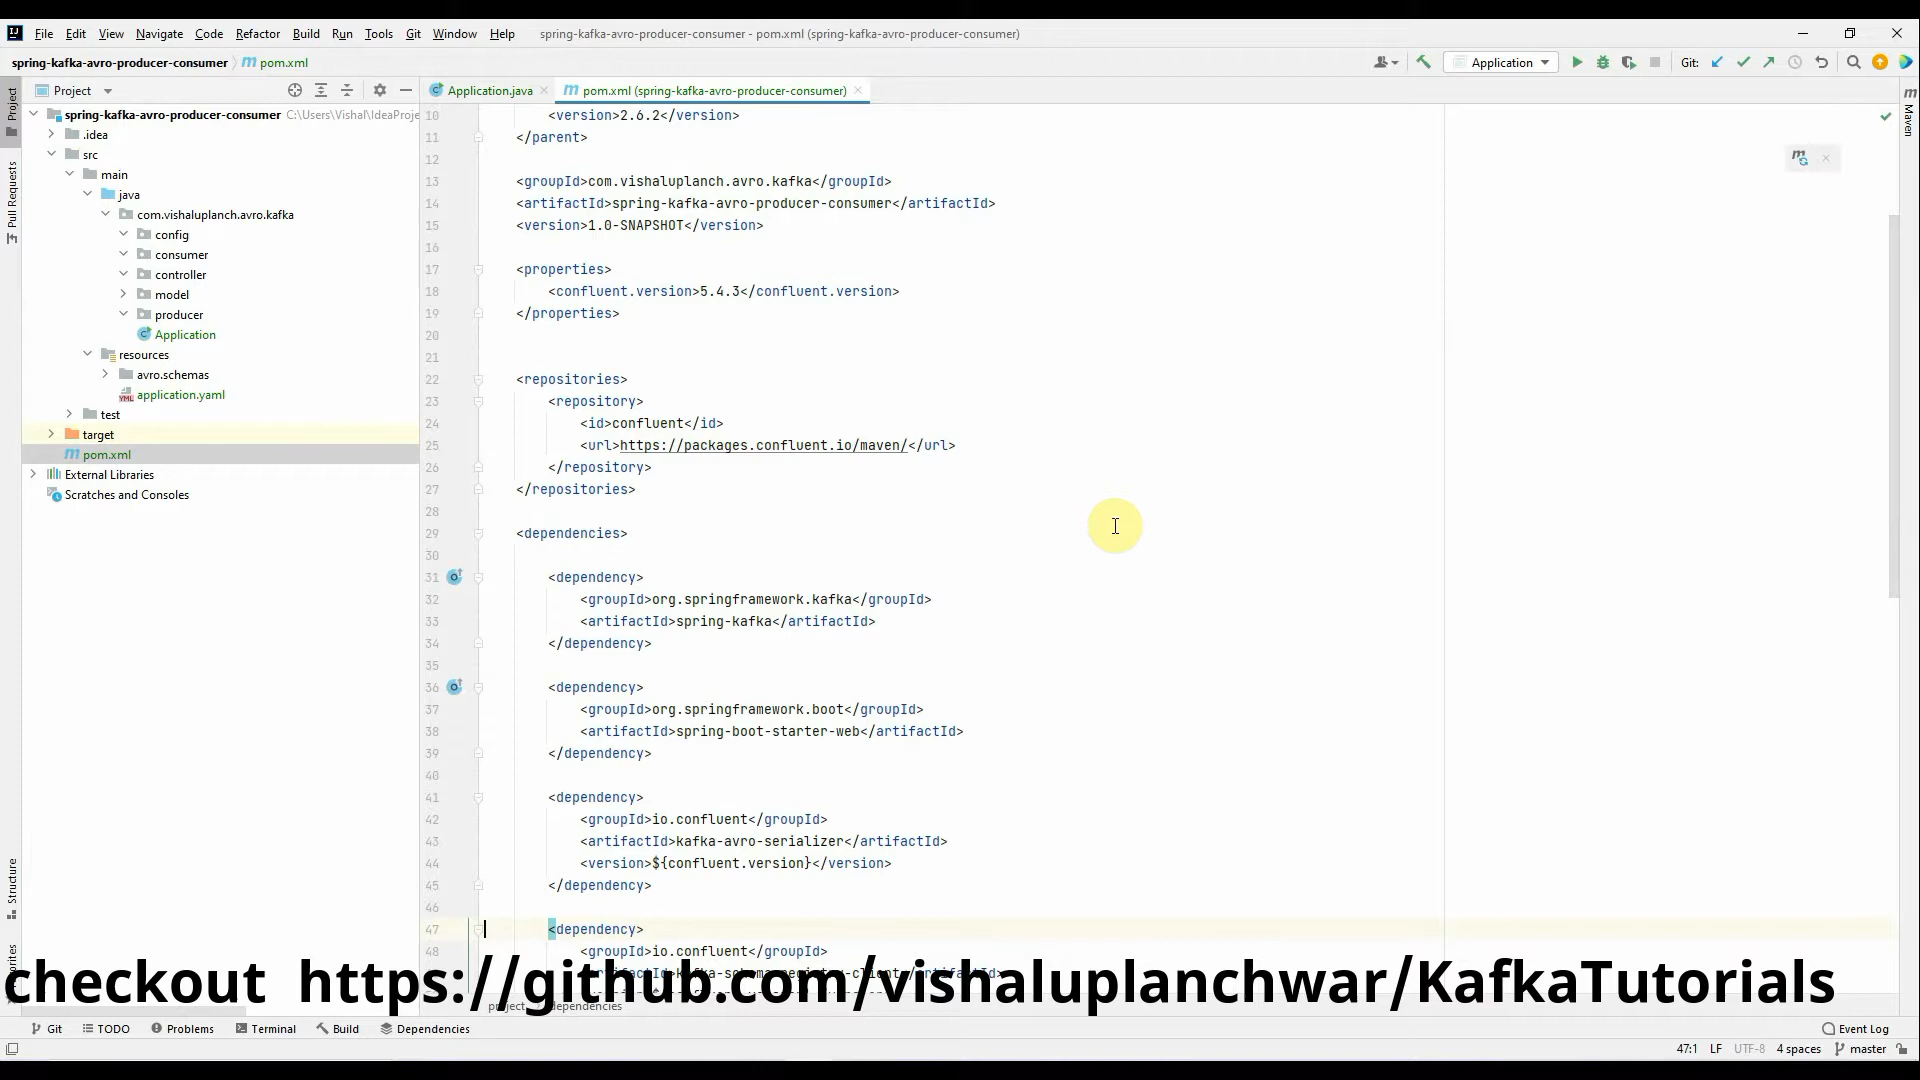 File Edit View Navigate Code Refactor Build Run Tools Git Window Help spring-kafka-avro-producer-consumer - pom.xml (spring-kafka-avro-producer-consumer)
spring-kafka-avro-producer-consumer pom.xml Application Git:
Project Application.java pom.xml (spring-kafka-avro-producer-consumer)
Project
Pull Requests
Structure
Maven
spring-kafka-avro-producer-consumer C:\Users\Vishal\IdeaProje
.idea
src
main
java
com.vishaluplanch.avro.kafka
config
consumer
controller
model
producer
Application
resources
avro.schemas
application.yaml
test
target
pom.xml
External Libraries
Scratches and Consoles
10 <version>2.6.2</version>
11 </parent>
12
13 <groupId>com.vishaluplanch.avro.kafka</groupId>
14 <artifactId>spring-kafka-avro-producer-consumer</artifactId>
15 <version>1.0-SNAPSHOT</version>
16
17 <properties>
18 <confluent.version>5.4.3</confluent.version>
19 </properties>
20
21
22 <repositories>
23 <repository>
24 <id>confluent</id>
25 <url>https://packages.confluent.io/maven/</url>
26 </repository>
27 </repositories>
28
29 <dependencies>
30
31 <dependency>
32 <groupId>org.springframework.kafka</groupId>
33 <artifactId>spring-kafka</artifactId>
34 </dependency>
35
36 <dependency>
37 <groupId>org.springframework.boot</groupId>
38 <artifactId>spring-boot-starter-web</artifactId>
39 </dependency>
40
41 <dependency>
42 <groupId>io.confluent</groupId>
43 <artifactId>kafka-avro-serializer</artifactId>
44 <version>${confluent.version}</version>
45 </dependency>
46
47 <dependency>
48 <groupId>io.confluent</groupId>
checkout https://github.com/vishaluplanchwar/KafkaTutorials
project dependencies
Git TODO Problems Terminal Build Dependencies Event Log
47:1 LF UTF-8 4 spaces master